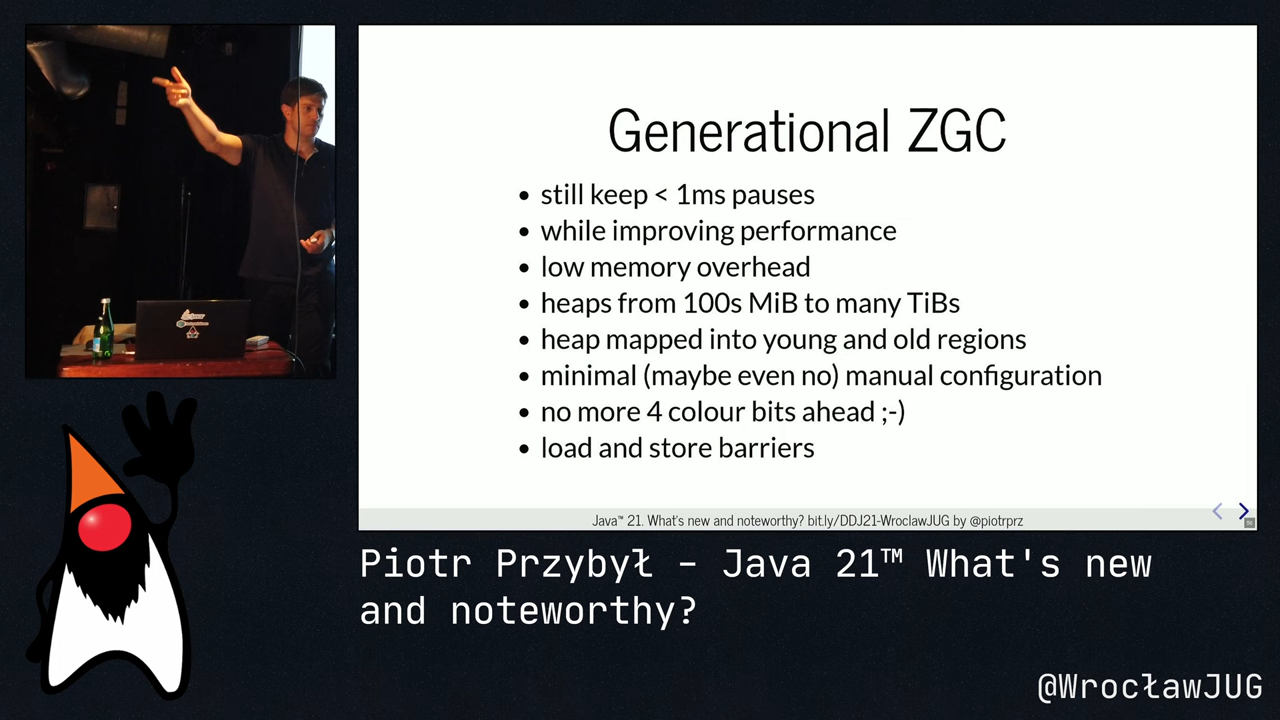 Generational ZGC
still keep < 1ms pauses
while improving performance
low memory overhead
heaps from 100s MiB to many TiBs
heap mapped into young and old regions
minimal (maybe even no) manual configuration
no more 4 colour bits ahead ;-)
load and store barriers
Java™ 21. What's new and noteworthy? bit.ly/DDJ21-WroclawJUG by @piotrprz
Piotr Przybył – Java 21™ What's new
and noteworthy?
@WrocławJUG